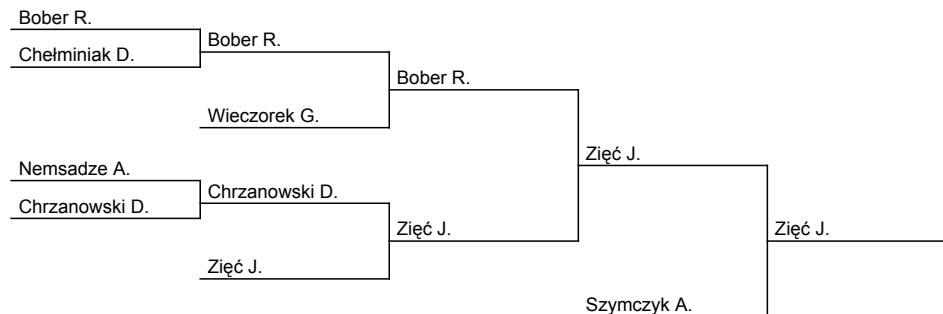 Bober R.
Chełminiak D.
Bober R.
Wieczorek G.
Bober R.
Nemsadze A.
Chrzanowski D.
Chrzanowski D.
Zięć J.
Zięć J.
Zięć J.
Szymczyk A.
Zięć J.